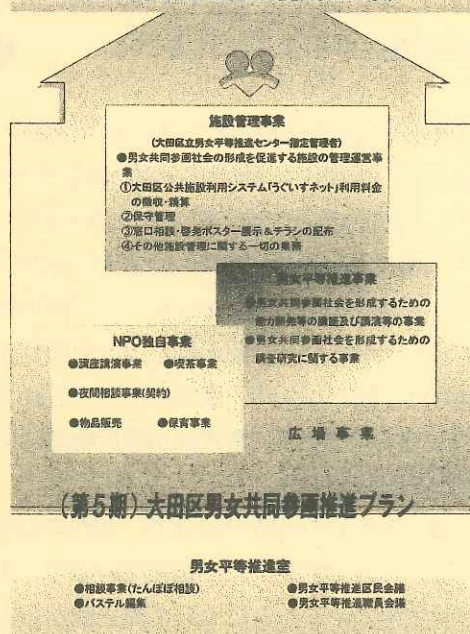 施設管理事業
(大田区立男女平等推進センター指定管理者)
●男女共同参画社会の形成を促進する施設の管理運営事
業
①大田区公共施設利用システム「うぐいすネット」利用料金
の徴収・精算
②保守管理
③窓口相談・啓発ポスター展示&チラシの配布
④その他施設管理に関する一切の業務
男女平等推進事業
●男女共同参画社会を形成するための
能力開発等の講座及び講演等の事業
●男女共同参画社会を形成するための
調査研究に関する事業
NPO独自事業
●講座講演事業 ●喫茶事業
●夜間相談事業(契約)
●物品販売 ●保育事業
広場事業
(第5期)大田区男女共同参画推進プラン
男女平等推進室
●相談事業(たんぽぽ相談) ●男女平等推進区民会議
●パステル編集 ●男女平等推進職員会議